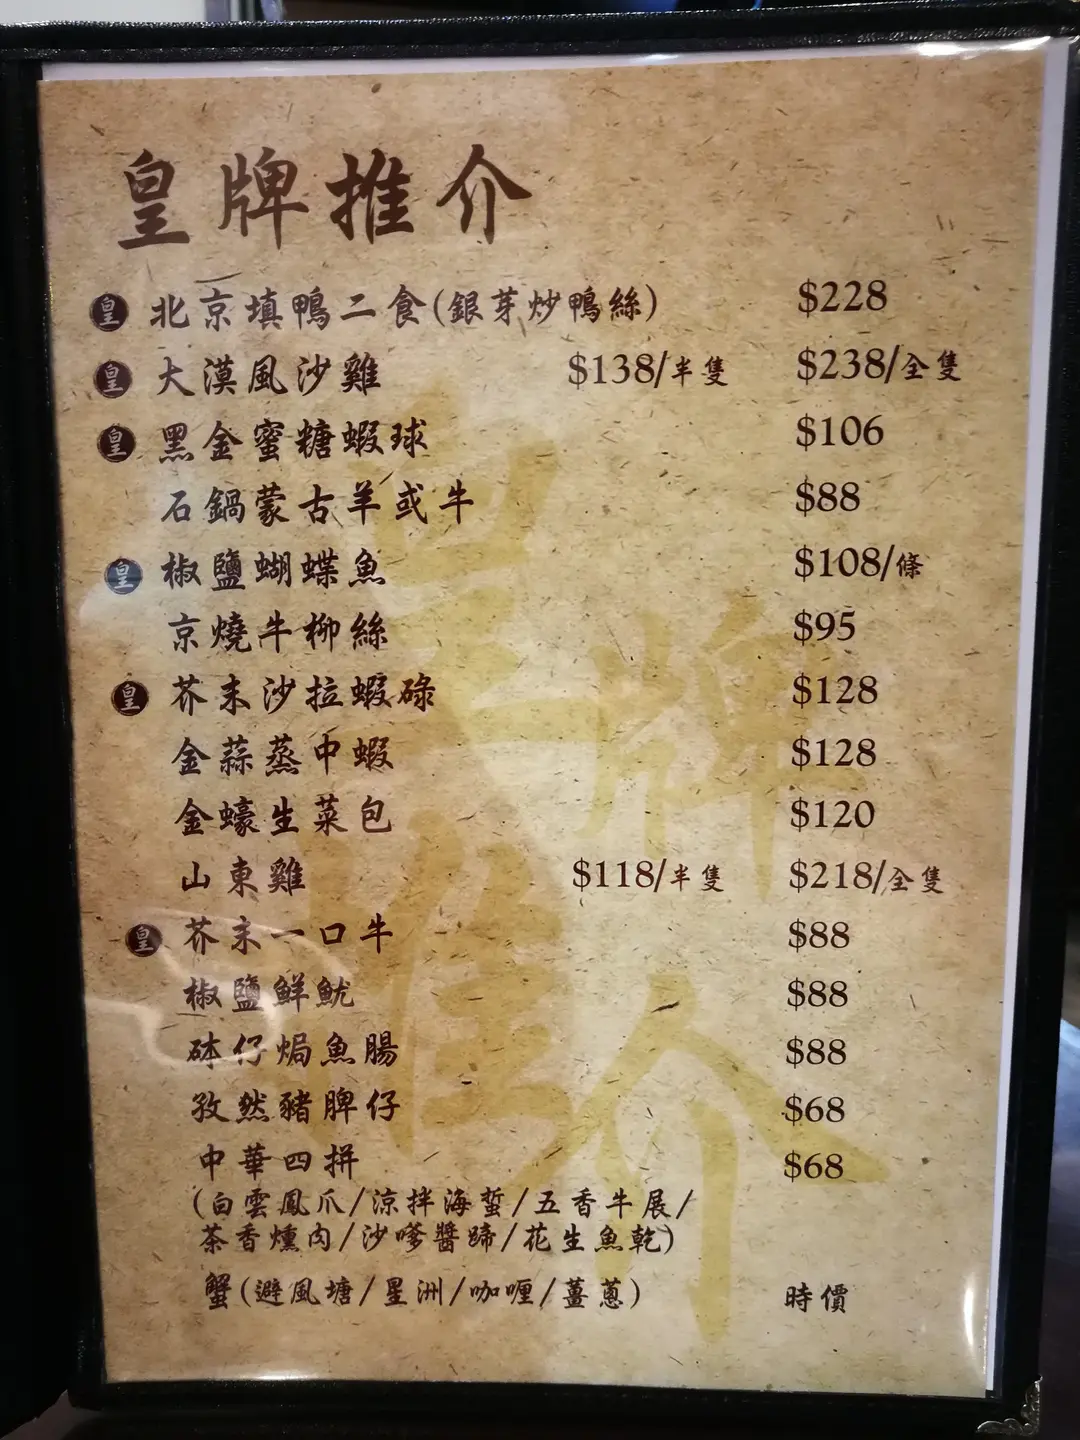 皇牌推介
皇 北京填鴨二食(銀芽炒鴨絲) $228
皇 大漠風沙雞 $138/半隻 $238/全隻
皇 黑金蜜糖蝦球 $106
石鍋蒙古羊或牛 $88
皇 椒鹽蝴蝶魚 $108/條
京燒牛柳絲 $95
皇 芥末沙拉蝦碌 $128
金蒜蒸中蝦 $128
金蠔生菜包 $120
山東雞 $118/半隻 $218/全隻
皇 芥末一口牛 $88
椒鹽鮮魷 $88
砵仔焗魚腸 $88
孜然豬脾仔 $68
中華四拼 $68
(白雲鳳爪/涼拌海蜇/五香牛展/
茶香燻肉/沙嗲醬蹄/花生魚乾)
蟹(避風塘/星洲/咖喱/薑蔥) 時價
皇牌推介